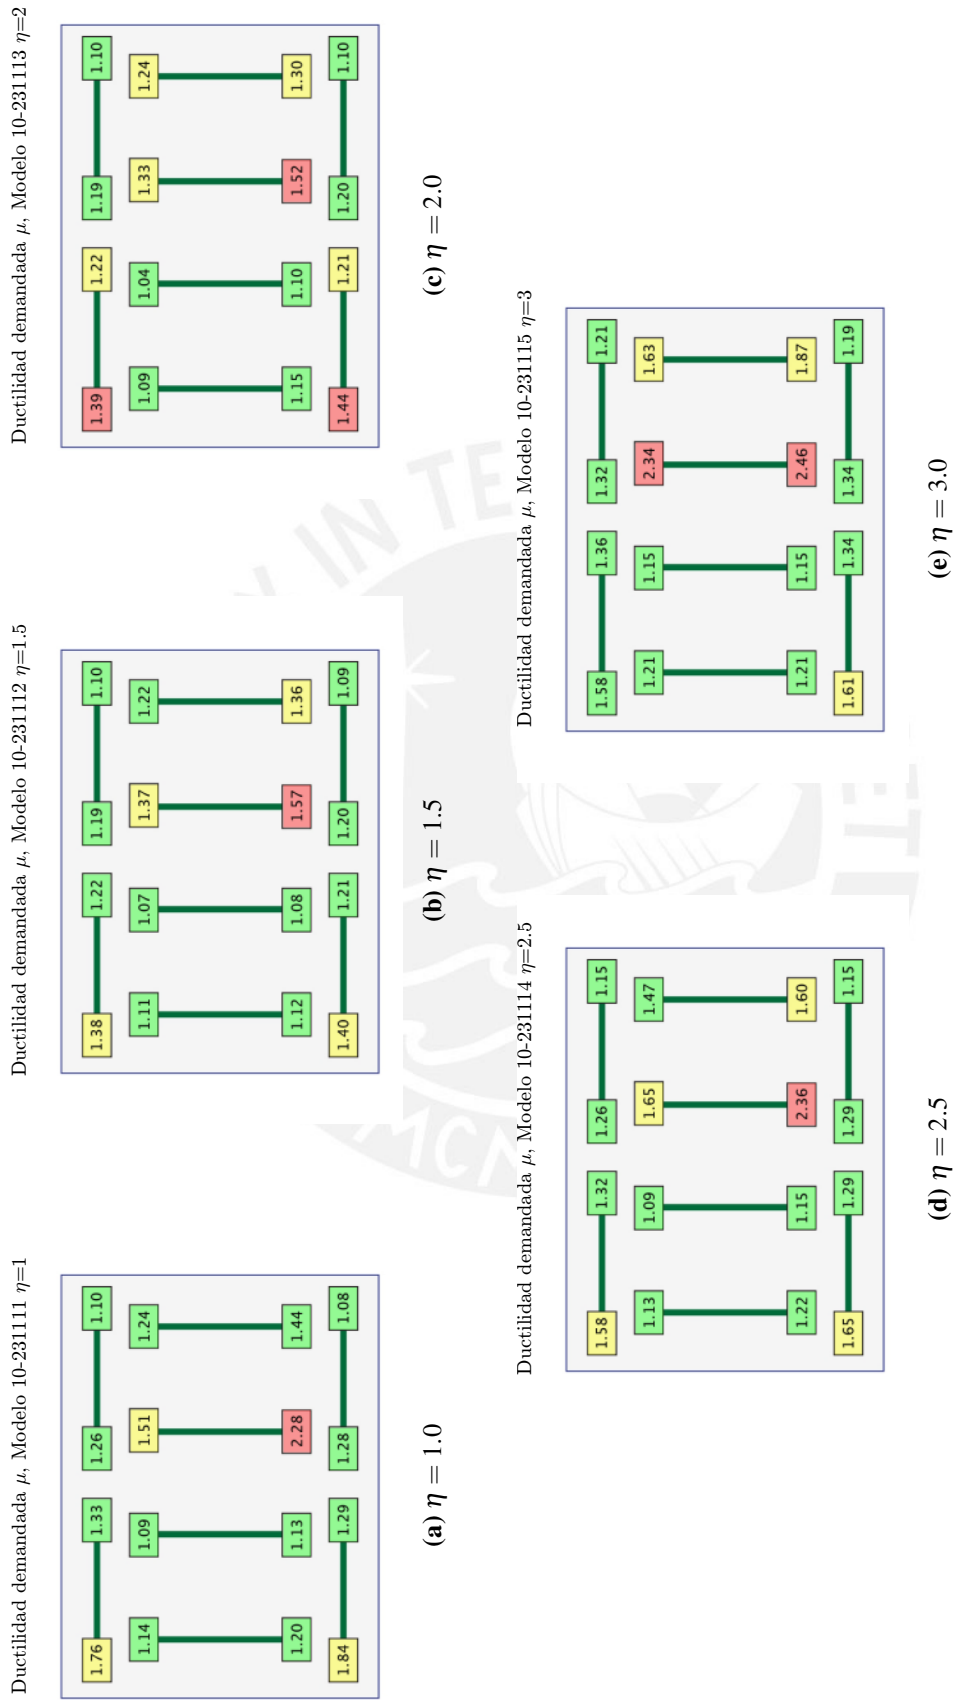 Ductilidad demandada μ, Modelo 10-231111 η=1
1.76 1.33 1.26 1.10
1.14 1.09 1.51 1.24
1.20 1.13 2.28 1.44
1.84 1.29 1.28 1.08
(a) η = 1.0
Ductilidad demandada μ, Modelo 10-231112 η=1.5
1.38 1.22 1.19 1.10
1.11 1.07 1.37 1.22
1.12 1.08 1.57 1.36
1.40 1.21 1.20 1.09
(b) η = 1.5
Ductilidad demandada μ, Modelo 10-231113 η=2
1.39 1.22 1.19 1.10
1.09 1.04 1.33 1.24
1.15 1.10 1.52 1.30
1.44 1.21 1.20 1.10
(c) η = 2.0
Ductilidad demandada μ, Modelo 10-231114 η=2.5
1.58 1.32 1.26 1.15
1.13 1.09 1.65 1.47
1.22 1.15 2.36 1.60
1.65 1.29 1.29 1.15
(d) η = 2.5
Ductilidad demandada μ, Modelo 10-231115 η=3
1.58 1.36 1.32 1.21
1.21 1.15 2.34 1.63
1.21 1.15 2.46 1.87
1.61 1.34 1.34 1.19
(e) η = 3.0
IN TE